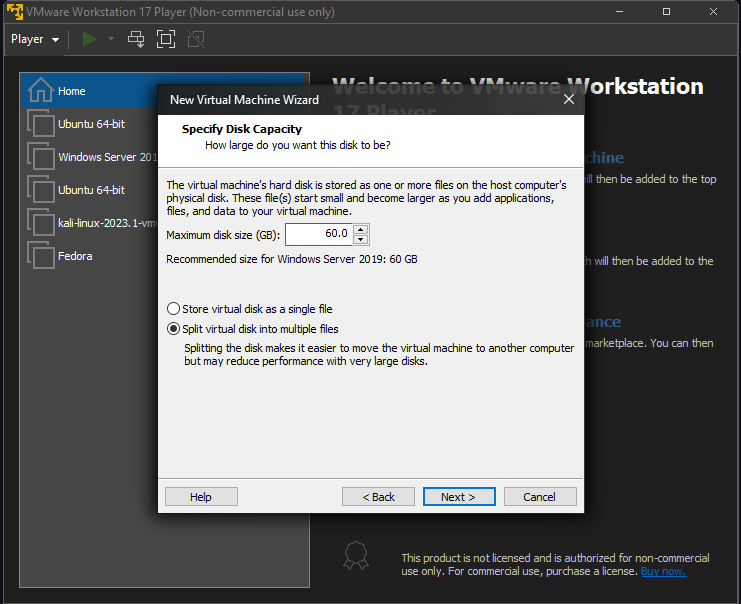 VMware Workstation 17 Player (Non-commercial use only)
Player
Home
Ubuntu 64-bit
Windows Server 201
Ubuntu 64-bit
kali-linux-2023.1-vm
Fedora
Welcome to VMware Workstation
17 Player
chine
will then be added to the top
will then be added to the
ance
marketplace. You can then
New Virtual Machine Wizard
Specify Disk Capacity
How large do you want this disk to be?
The virtual machine's hard disk is stored as one or more files on the host computer's
physical disk. These file(s) start small and become larger as you add applications,
files, and data to your virtual machine.
Maximum disk size (GB): 60.0
Recommended size for Windows Server 2019: 60 GB
Store virtual disk as a single file
Split virtual disk into multiple files
Splitting the disk makes it easier to move the virtual machine to another computer
but may reduce performance with very large disks.
Help
< Back
Next >
Cancel
This product is not licensed and is authorized for non-commercial
use only. For commercial use, purchase a license. Buy now.